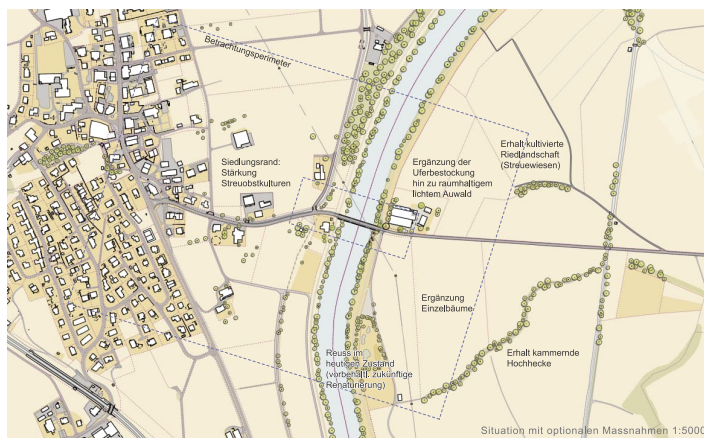 Betrachtungsperimeter
Siedlungsrand:
Stärkung
Streuobstkulturen
Ergänzung der
Uferbestockung
hin zu raumhaltigem
lichtem Auwald
Erhalt kultivierte
Riedlandschaft
(Streuewiesen)
Ergänzung
Einzelbäume
Reuss im
heutigen Zustand
(vorbehältl. zukünftige
Renaturierung)
Erhalt kammernde
Hochhecke
Situation mit optionalen Massnahmen 1:5000